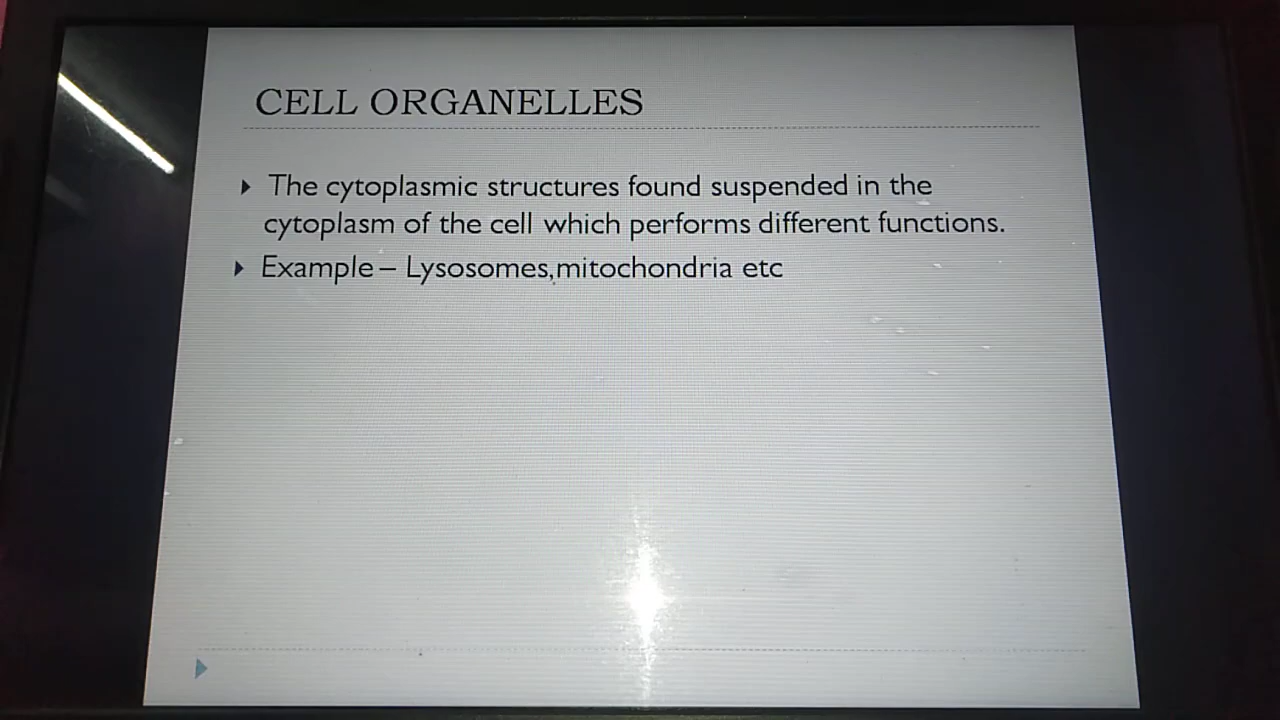 CELL ORGANELLES
The cytoplasmic structures found suspended in the
cytoplasm of the cell which performs different functions.
Example – Lysosomes,mitochondria etc